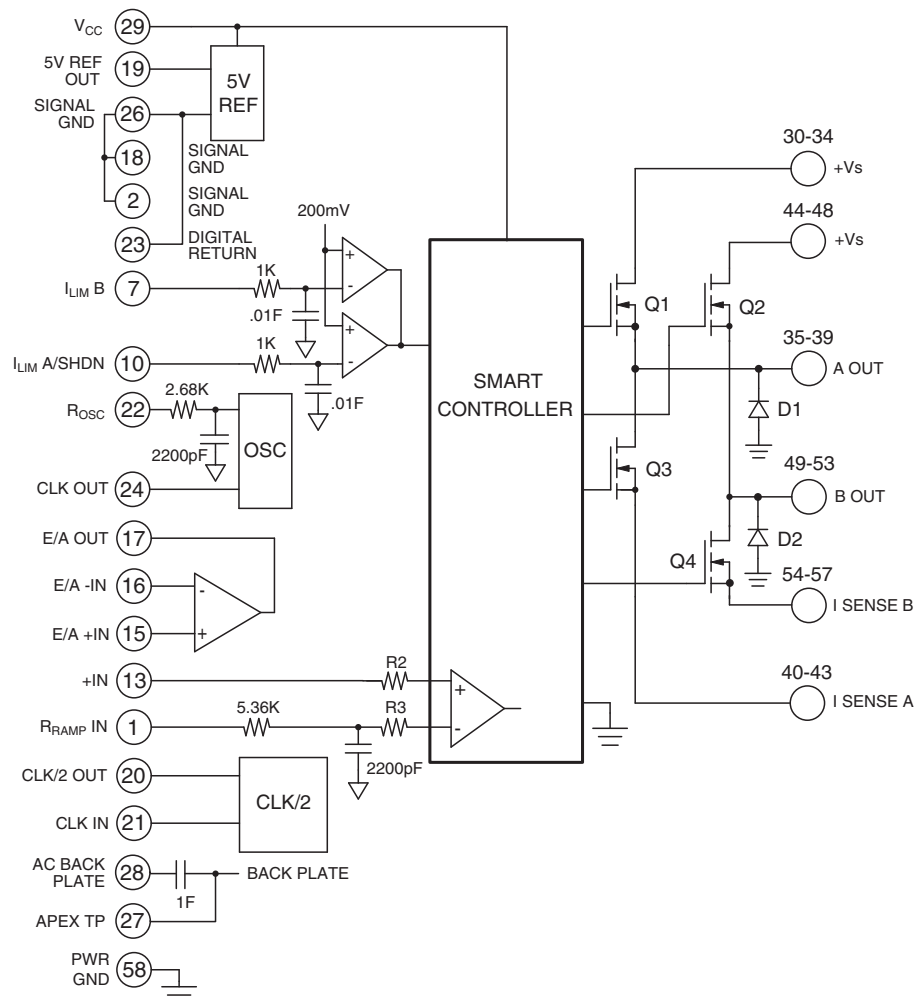 V_CC 29
5V REF OUT 19
5V REF
SIGNAL GND 26
18 SIGNAL GND
2 SIGNAL GND
23 DIGITAL RETURN
200mV
I_LIM B 7
1K
.01F
+
-
I_LIM A/SHDN 10
1K
.01F
+
-
R_OSC 22
2.68K
2200pF
OSC
CLK OUT 24
E/A OUT 17
E/A -IN 16
-
E/A +IN 15
+
+IN 13
R2
+
R_RAMP IN 1
5.36K
R3
-
2200pF
CLK/2 OUT 20
CLK/2
CLK IN 21
AC BACK PLATE 28
1F
BACK PLATE
APEX TP 27
PWR GND 58
SMART CONTROLLER
30-34
+Vs
44-48
+Vs
Q1
Q2
35-39
A OUT
D1
Q3
49-53
B OUT
D2
Q4
54-57
I SENSE B
40-43
I SENSE A